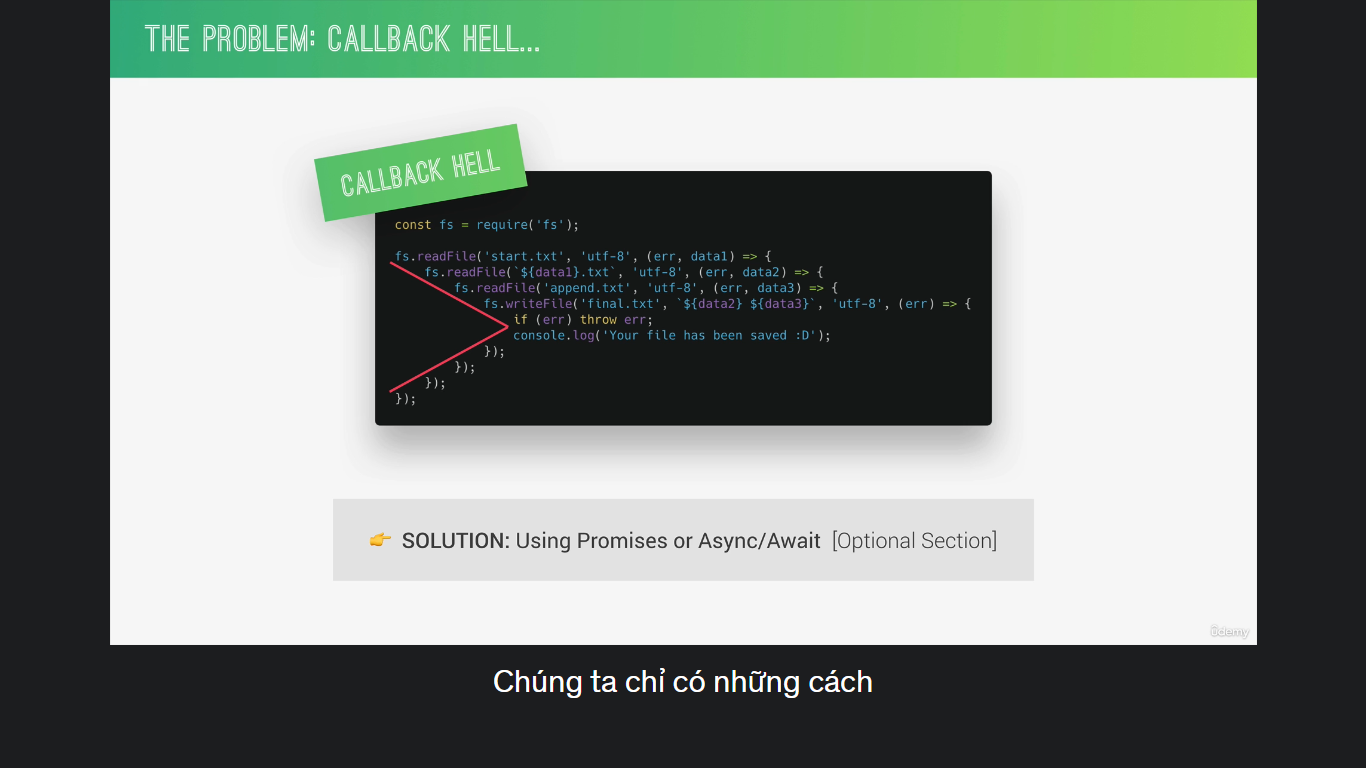 THE PROBLEM: CALLBACK HELL...
CALLBACK HELL
const fs = require('fs');
fs.readFile('start.txt', 'utf-8', (err, data1) => {
fs.readFile(`${data1}.txt`, 'utf-8', (err, data2) => {
fs.readFile('append.txt', 'utf-8', (err, data3) => {
fs.writeFile('final.txt', `${data2} ${data3}`, 'utf-8', (err) => {
if (err) throw err;
console.log('Your file has been saved :D');
});
});
});
});
👉 SOLUTION: Using Promises or Async/Await [Optional Section]
ûdemy
Chúng ta chỉ có những cách